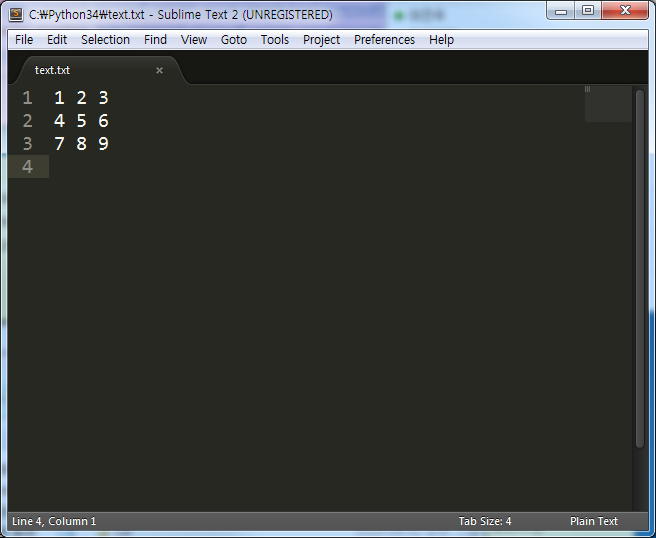 C:₩Python34₩text.txt - Sublime Text 2 (UNREGISTERED)
File Edit Selection Find View Goto Tools Project Preferences Help
text.txt ×
1 1 2 3
2 4 5 6
3 7 8 9
4
Line 4, Column 1 Tab Size: 4 Plain Text